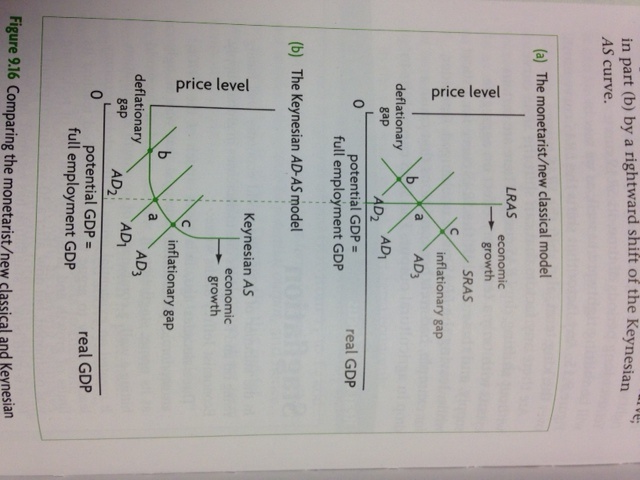 in part (b) by a rightward shift of the Keynesian
AS curve.
(a) The monetarist/new classical model
LRAS
economic
growth
price level
SRAS
c
inflationary gap
a
b
AD3
deflationary
gap
AD1
AD2
0
potential GDP =
full employment GDP
real GDP
(b) The Keynesian AD-AS model
Keynesian AS
economic
growth
price level
c
inflationary gap
b
a
deflationary
gap
AD3
AD1
AD2
0
potential GDP =
full employment GDP
real GDP
Figure 9.16 Comparing the monetarist/new classical and Keynesian